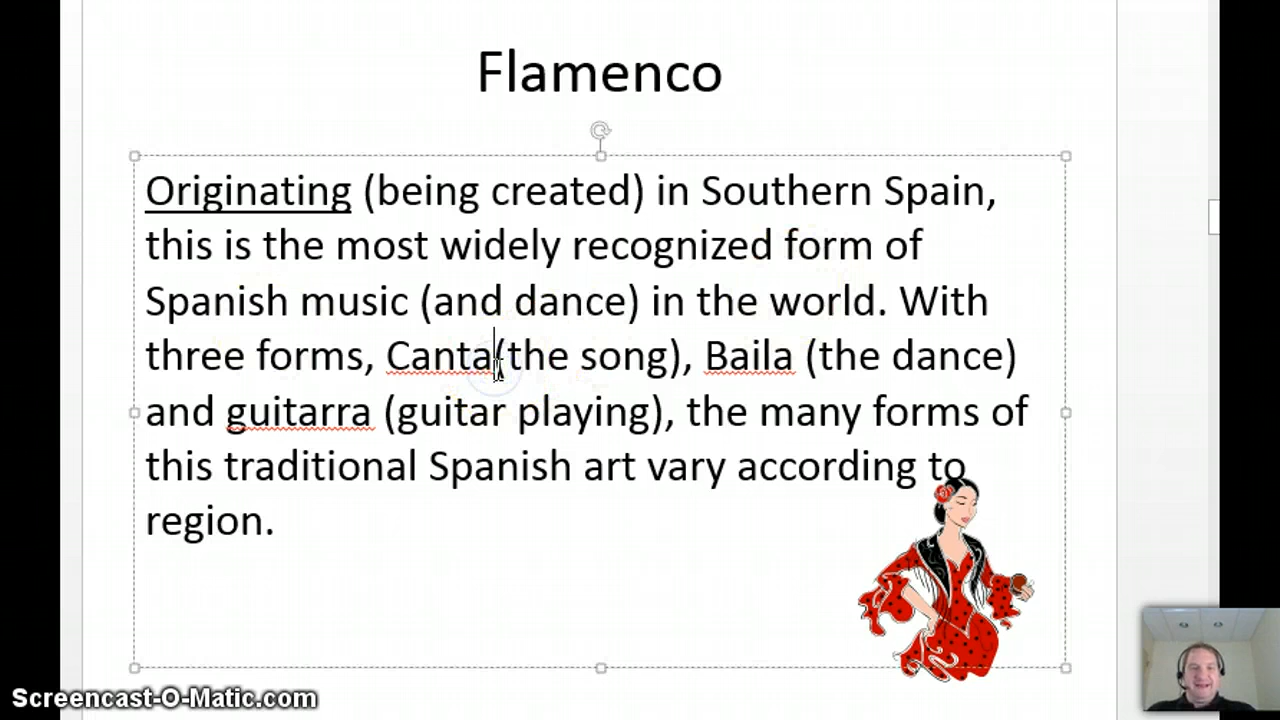 Flamenco
Originating (being created) in Southern Spain,
this is the most widely recognized form of
Spanish music (and dance) in the world. With
three forms, Canta(the song), Baila (the dance)
and guitarra (guitar playing), the many forms of
this traditional Spanish art vary according to
region.
Screencast-O-Matic.com